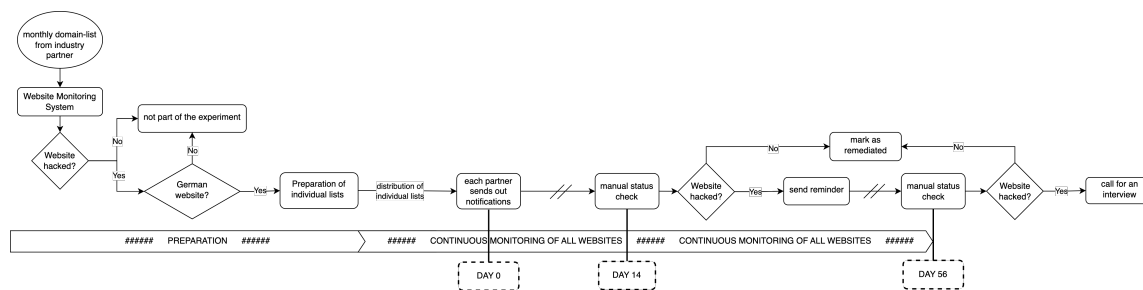 monthly domain-list
from industry
partner
Website Monitoring
System
not part of the experiment
Website
hacked?
No
Yes
No
German
website?
Yes
Preparation of
individual lists
distribution of
individual lists
each partner
sends out
notifications
manual status
check
Website
hacked?
No
Yes
mark as
remediated
send reminder
manual status
check
No
Website
hacked?
Yes
call for an
interview
###### PREPARATION ######
###### CONTINUOUS MONITORING OF ALL WEBSITES ###### CONTINUOUS MONITORING OF ALL WEBSITES ######
DAY 0
DAY 14
DAY 56